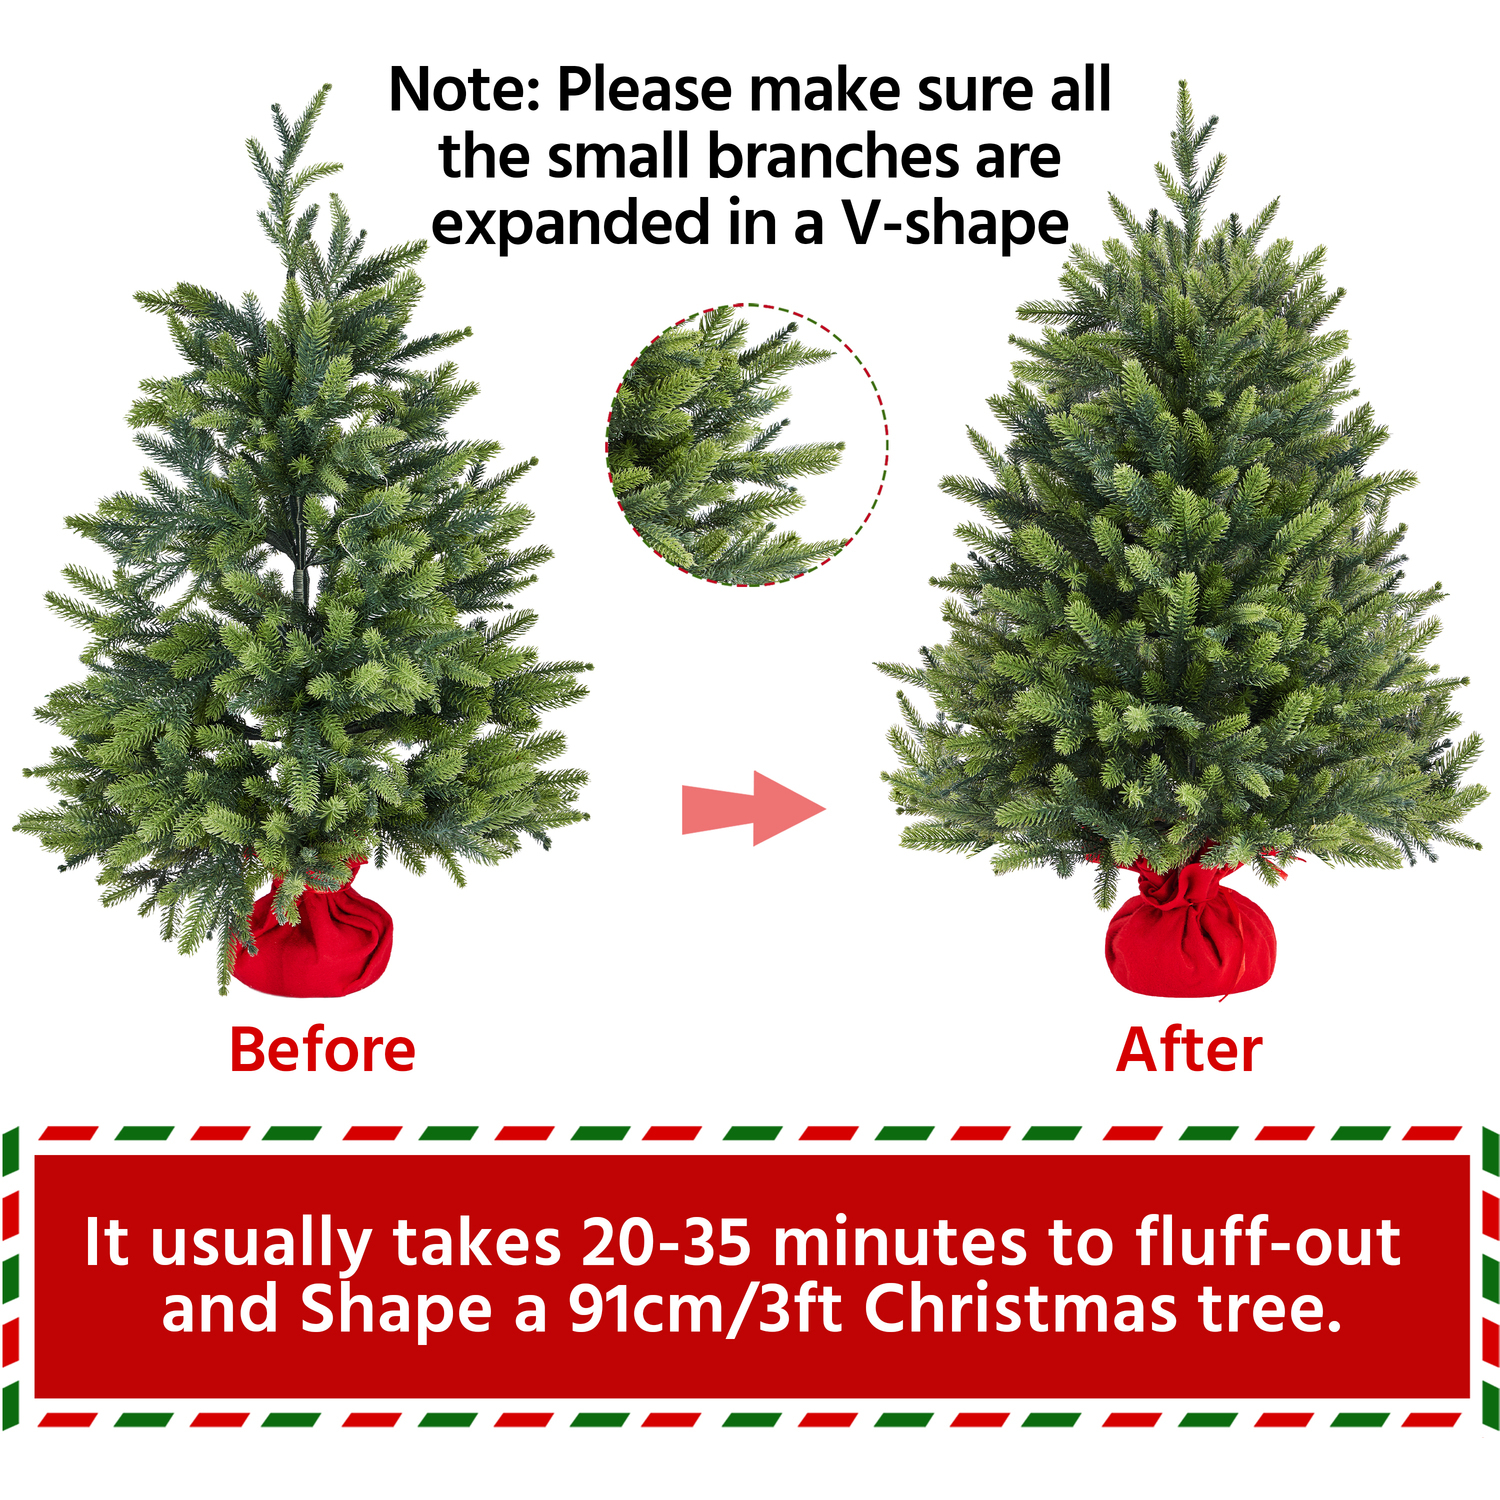 Note: Please make sure all
the small branches are
expanded in a V-shape
Before
After
It usually takes 20-35 minutes to fluff-out
and Shape a 91cm/3ft Christmas tree.